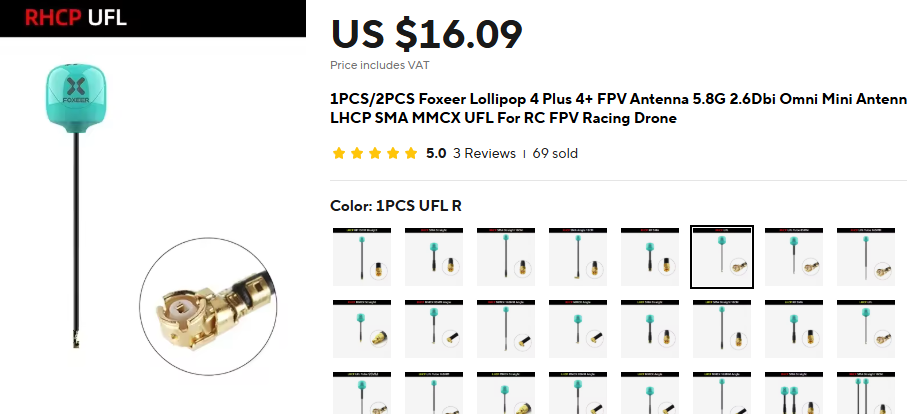 RHCP UFL
FOXEER
US $16.09
Price includes VAT
1PCS/2PCS Foxeer Lollipop 4 Plus 4+ FPV Antenna 5.8G 2.6Dbi Omni Mini Antenn
LHCP SMA MMCX UFL For RC FPV Racing Drone
5.0 3 Reviews | 69 sold
Color: 1PCS UFL R